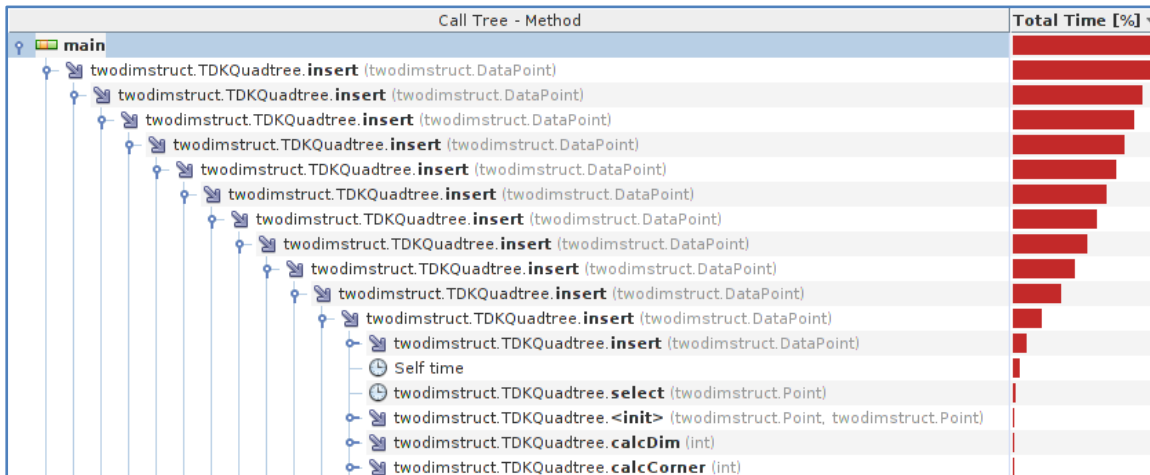 Call Tree - Method Total Time [%]
main
twodimstruct.TDKQuadtree.insert (twodimstruct.DataPoint)
twodimstruct.TDKQuadtree.insert (twodimstruct.DataPoint)
twodimstruct.TDKQuadtree.insert (twodimstruct.DataPoint)
twodimstruct.TDKQuadtree.insert (twodimstruct.DataPoint)
twodimstruct.TDKQuadtree.insert (twodimstruct.DataPoint)
twodimstruct.TDKQuadtree.insert (twodimstruct.DataPoint)
twodimstruct.TDKQuadtree.insert (twodimstruct.DataPoint)
twodimstruct.TDKQuadtree.insert (twodimstruct.DataPoint)
twodimstruct.TDKQuadtree.insert (twodimstruct.DataPoint)
twodimstruct.TDKQuadtree.insert (twodimstruct.DataPoint)
twodimstruct.TDKQuadtree.insert (twodimstruct.DataPoint)
twodimstruct.TDKQuadtree.insert (twodimstruct.DataPoint)
Self time
twodimstruct.TDKQuadtree.select (twodimstruct.Point)
twodimstruct.TDKQuadtree.<init> (twodimstruct.Point, twodimstruct.Point)
twodimstruct.TDKQuadtree.calcDim (int)
twodimstruct.TDKQuadtree.calcCorner (int)